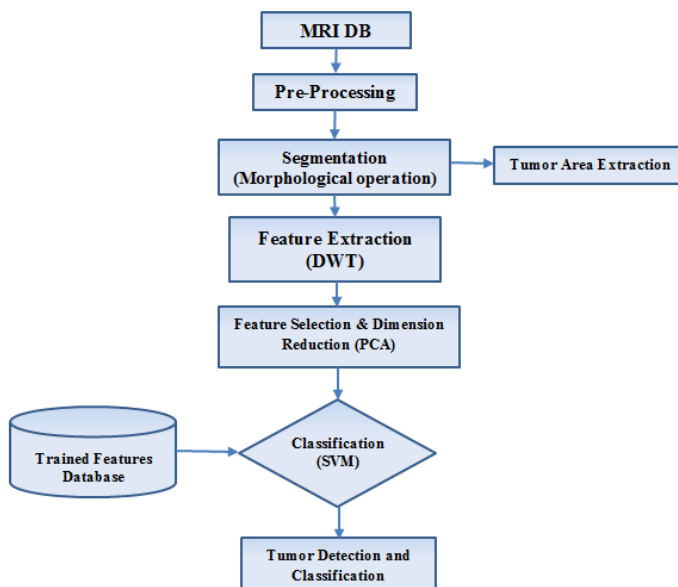 MRI DB
Pre-Processing
Segmentation
(Morphological operation)
Tumor Area Extraction
Feature Extraction
(DWT)
Feature Selection & Dimension
Reduction (PCA)
Classification
(SVM)
Trained Features
Database
Tumor Detection and
Classification